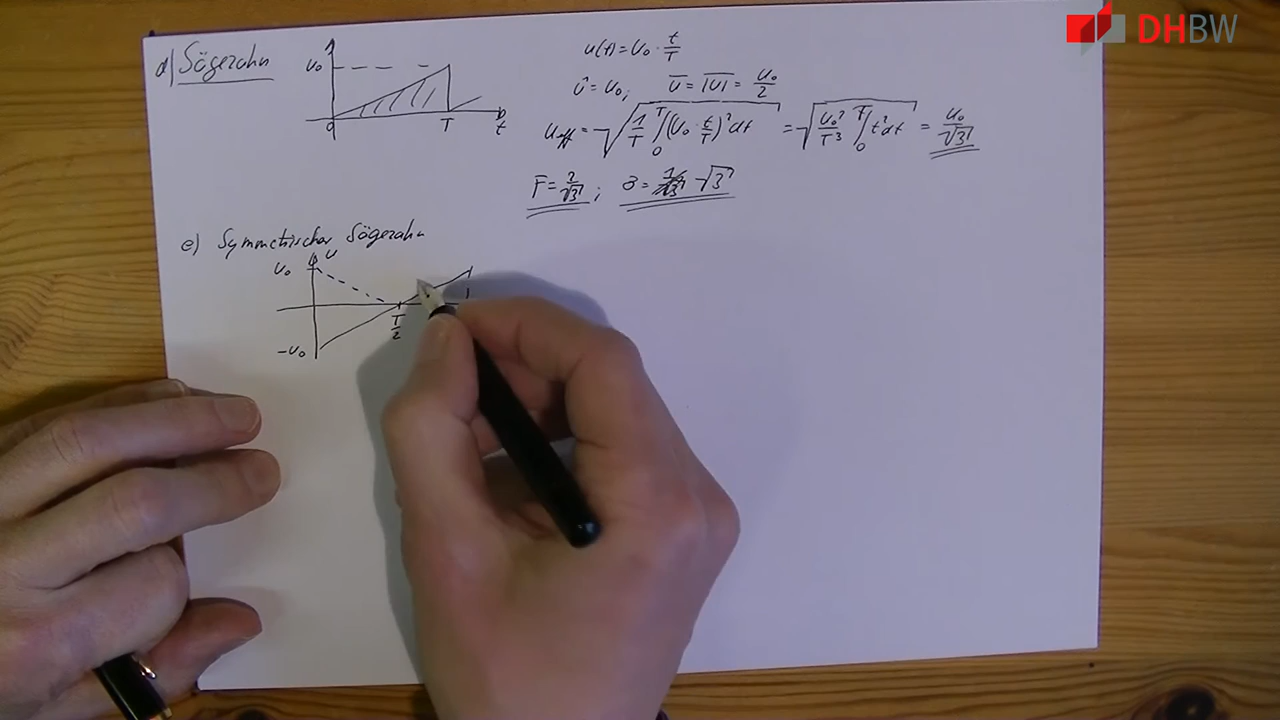 DHBW
d) Sägezahn
U₀
0
T
t
u(t) = U₀ · t/T
û = U₀; ū = |u|‾ = U₀/2
U_eff = √(1/T ∫₀ᵀ (U₀ · t/T)² dt) = √(U₀²/T³ ∫₀ᵀ t² dt) = U₀/√3
F = 2/√3 ; σ = √3
e) Symmetrischer Sägezahn
U
U₀
T/2
-U₀